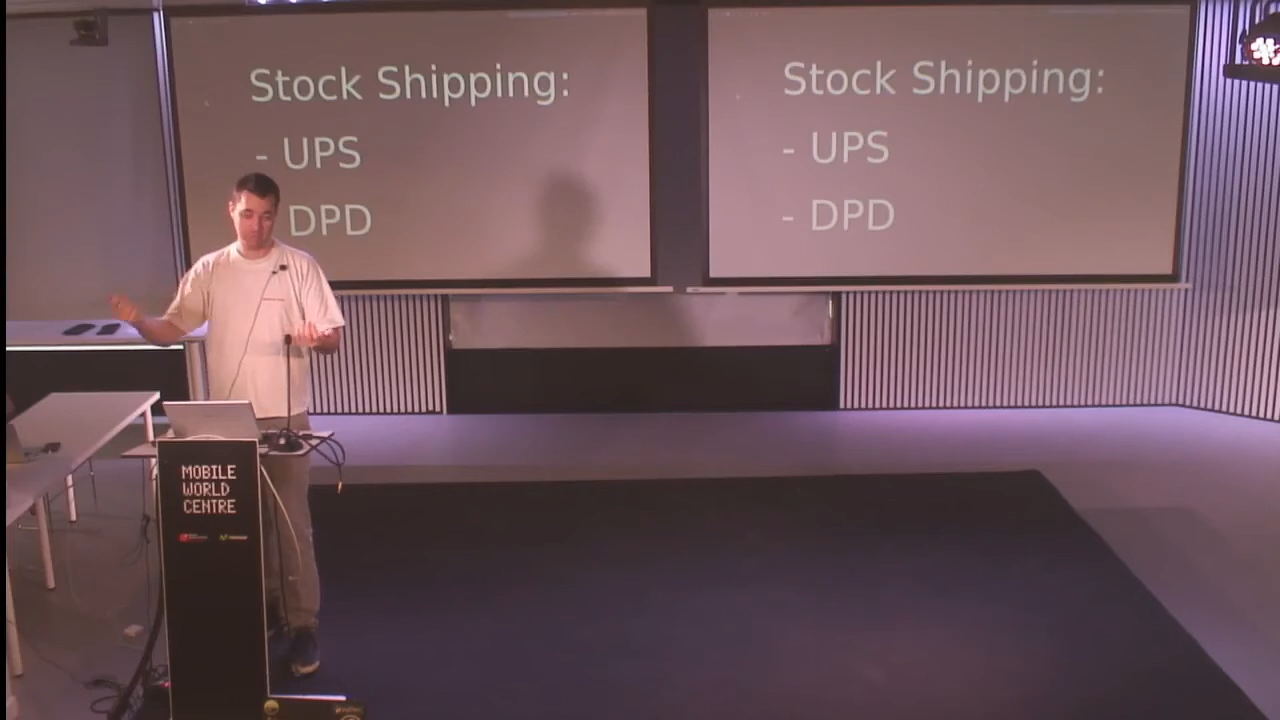 Stock Shipping:
- UPS
DPD
Stock Shipping:
- UPS
- DPD
MOBILE
WORLD
CENTRE